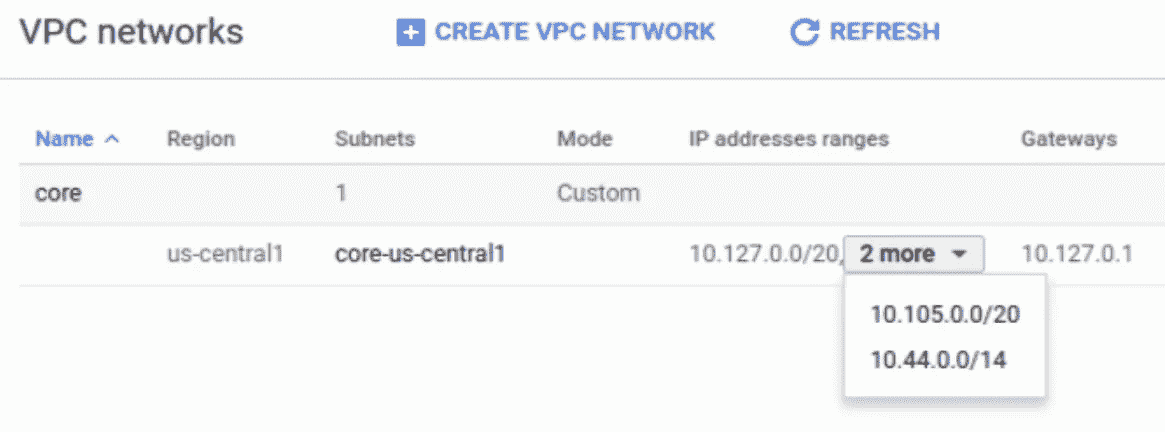 VPC networks CREATE VPC NETWORK REFRESH
Name Region Subnets Mode IP addresses ranges Gateways
core 1 Custom
us-central1 core-us-central1 10.127.0.0/20, 2 more 10.127.0.1
10.105.0.0/20
10.44.0.0/14